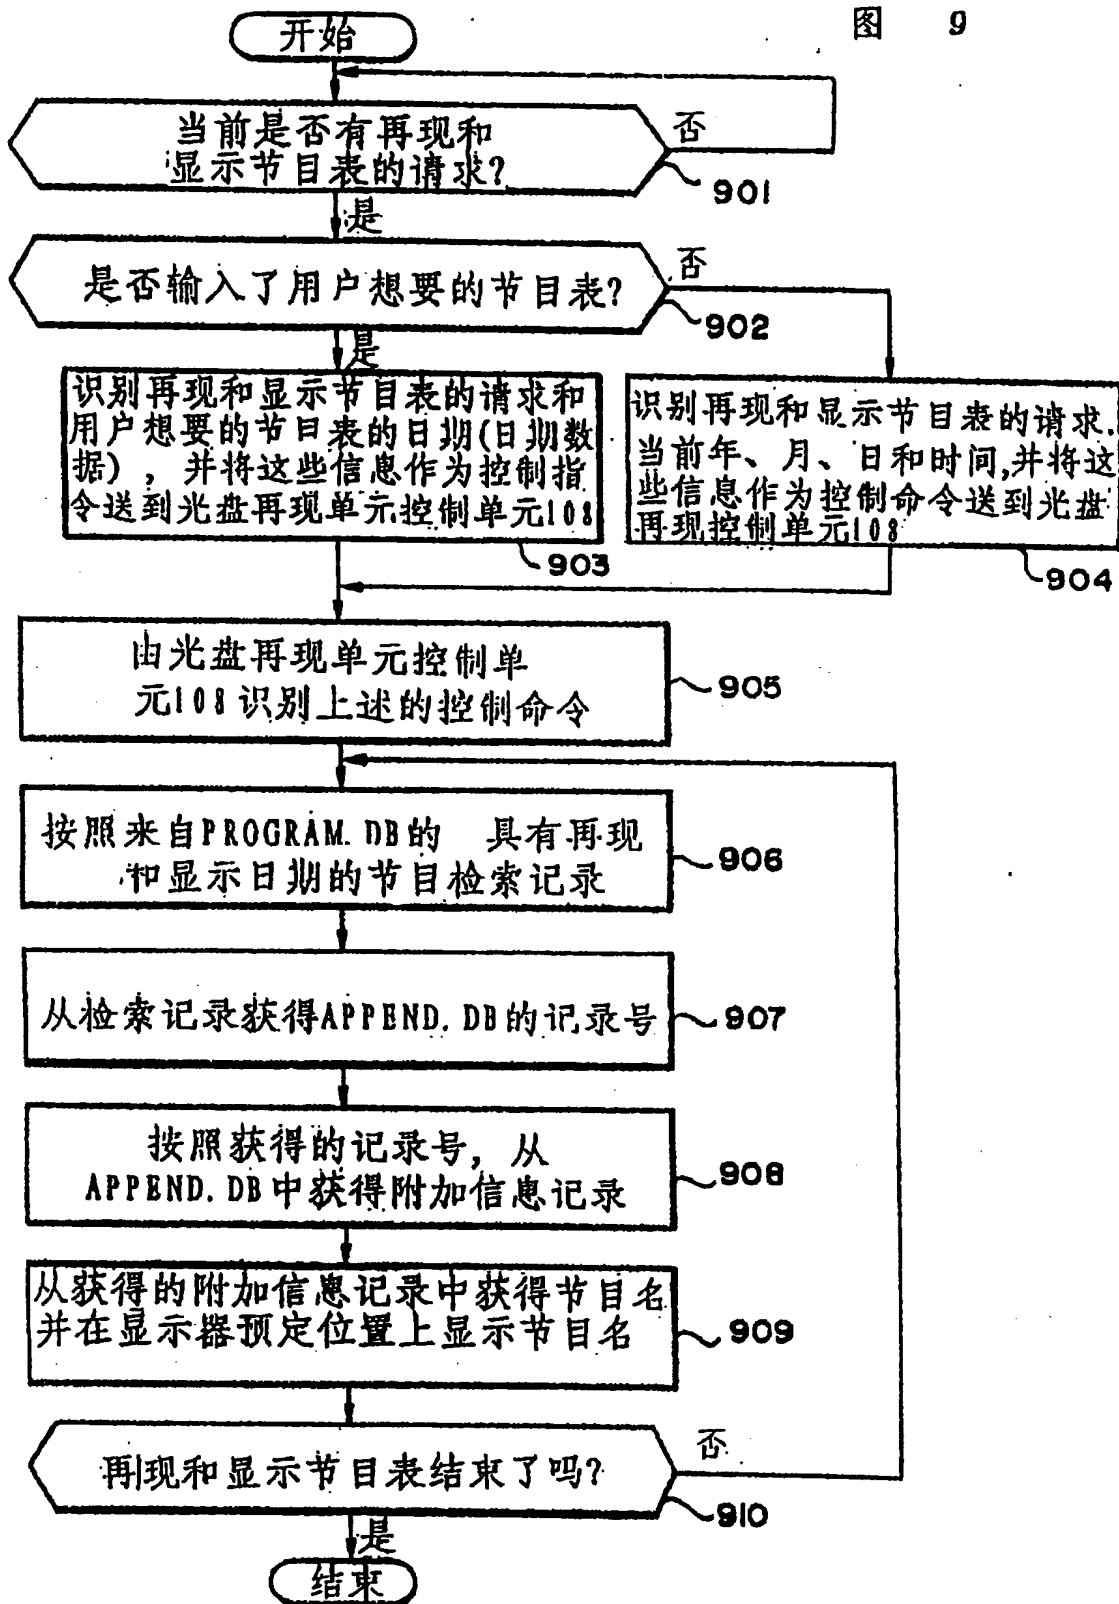 图 9
开始
当前是否有再现和
显示节目表的请求?
否
901
是
是否输入了用户想要的节目表?
否
902
是
识别再现和显示节目表的请求和
用户想要的节目表的日期(日期数
据),并将这些信息作为控制指
令送到光盘再现单元控制单元108
903
识别再现和显示节目表的请求.
当前年、月、日和时间,并将这
些信息作为控制命令送到光盘
再现控制单元108
904
由光盘再现单元控制单
元108识别上述的控制命令
905
按照来自PROGRAM.DB的 具有再现
和显示日期的节目检索记录
906
从检索记录获得APPEND.DB的记录号
907
按照获得的记录号,从
APPEND.DB中获得附加信息记录
908
从获得的附加信息记录中获得节目名
并在显示器预定位置上显示节目名
909
再现和显示节目表结束了吗?
否
910
是
结束